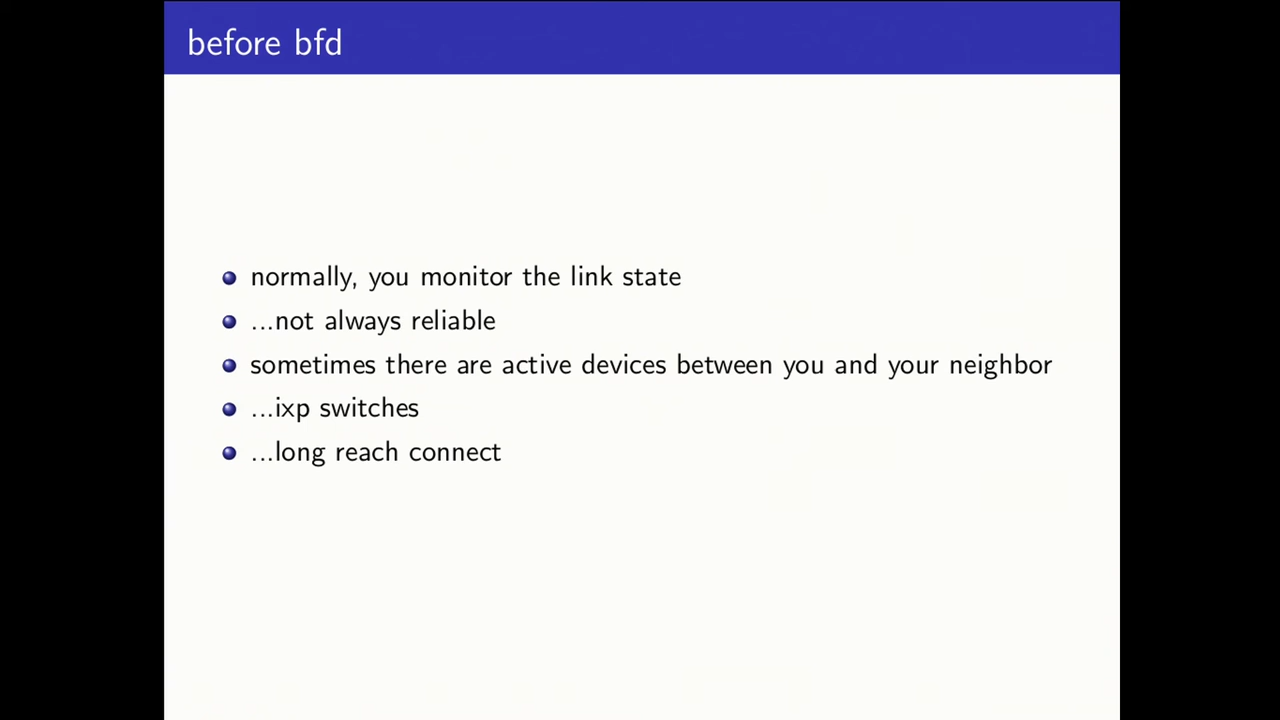 before bfd
normally, you monitor the link state
...not always reliable
sometimes there are active devices between you and your neighbor
...ixp switches
...long reach connect